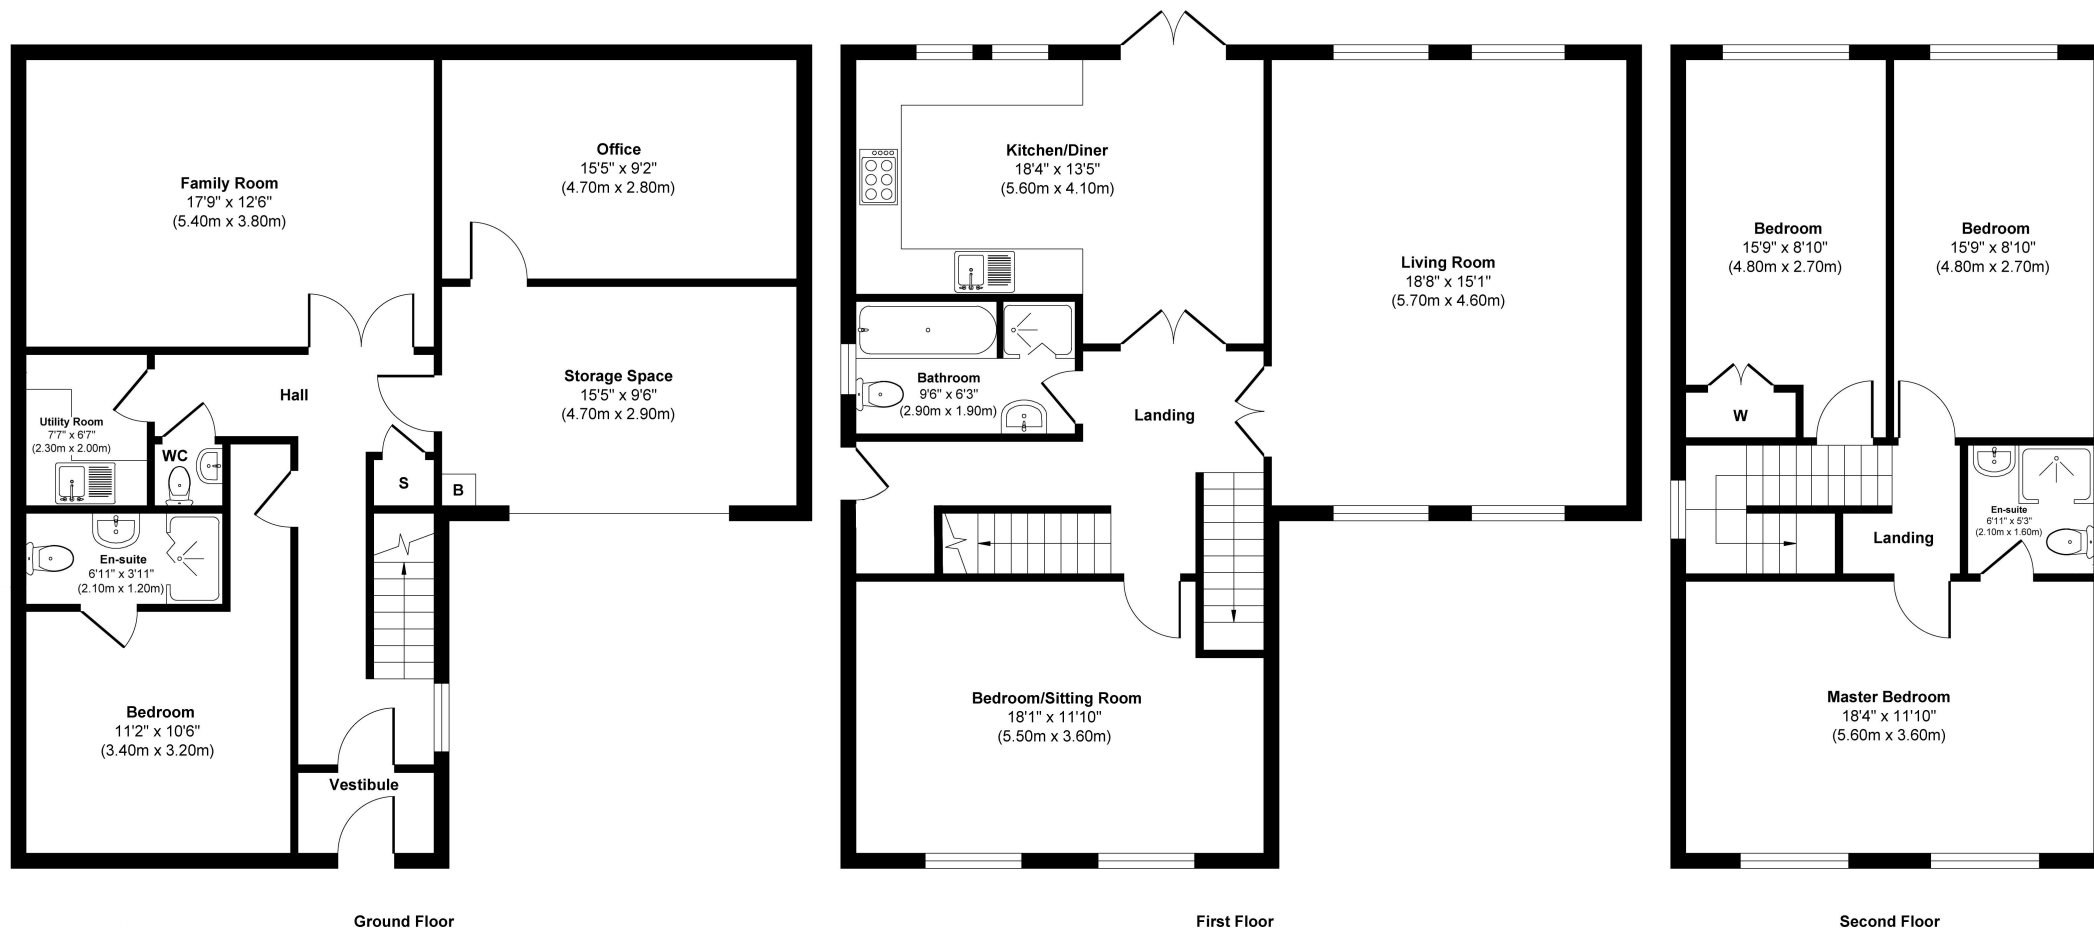 Family Room
17'9" x 12'6"
(5.40m x 3.80m)
Office
15'5" x 9'2"
(4.70m x 2.80m)
Hall
Storage Space
15'5" x 9'6"
(4.70m x 2.90m)
Utility Room
7'7" x 6'7"
(2.30m x 2.00m)
WC
S
B
En-suite
6'11" x 3'11"
(2.10m x 1.20m)
Bedroom
11'2" x 10'6"
(3.40m x 3.20m)
Vestibule
Ground Floor
Kitchen/Diner
18'4" x 13'5"
(5.60m x 4.10m)
Living Room
18'8" x 15'1"
(5.70m x 4.60m)
Bathroom
9'6" x 6'3"
(2.90m x 1.90m)
Landing
Bedroom/Sitting Room
18'1" x 11'10"
(5.50m x 3.60m)
First Floor
Bedroom
15'9" x 8'10"
(4.80m x 2.70m)
Bedroom
15'9" x 8'10"
(4.80m x 2.70m)
W
En-suite
6'11" x 5'3"
(2.10m x 1.60m)
Landing
Master Bedroom
18'4" x 11'10"
(5.60m x 3.60m)
Second Floor